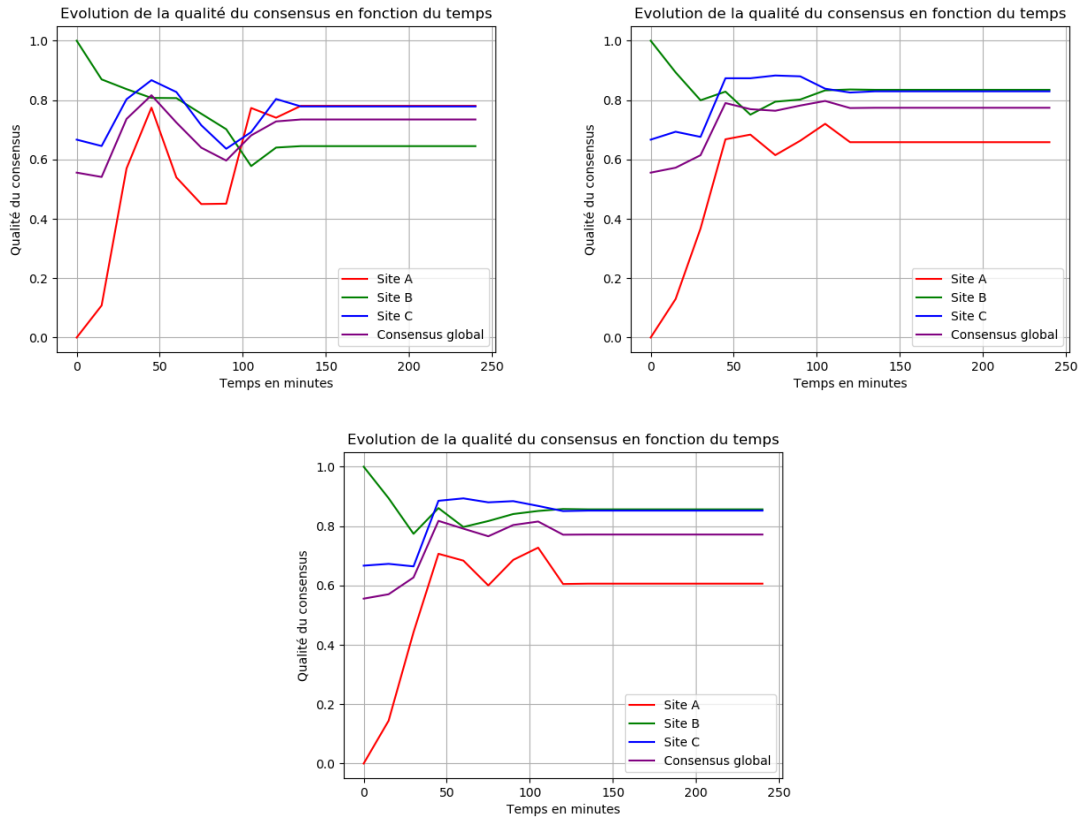 Evolution de la qualité du consensus en fonction du temps
Qualité du consensus
1.0
0.8
0.6
0.4
0.2
0.0
0
50
100
150
200
250
Temps en minutes
Site A
Site B
Site C
Consensus global
Evolution de la qualité du consensus en fonction du temps
Qualité du consensus
1.0
0.8
0.6
0.4
0.2
0.0
0
50
100
150
200
250
Temps en minutes
Site A
Site B
Site C
Consensus global
Evolution de la qualité du consensus en fonction du temps
Qualité du consensus
1.0
0.8
0.6
0.4
0.2
0.0
0
50
100
150
200
250
Temps en minutes
Site A
Site B
Site C
Consensus global